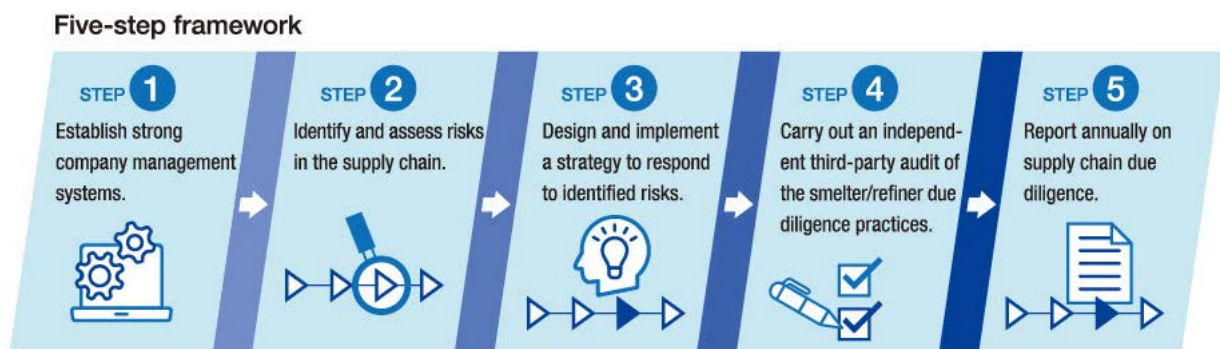 Five-step framework
STEP 1
Establish strong
company management
systems.
STEP 2
Identify and assess risks
in the supply chain.
STEP 3
Design and implement
a strategy to respond
to identified risks.
STEP 4
Carry out an independ-
ent third-party audit of
the smelter/refiner due
diligence practices.
STEP 5
Report annually on
supply chain due
diligence.